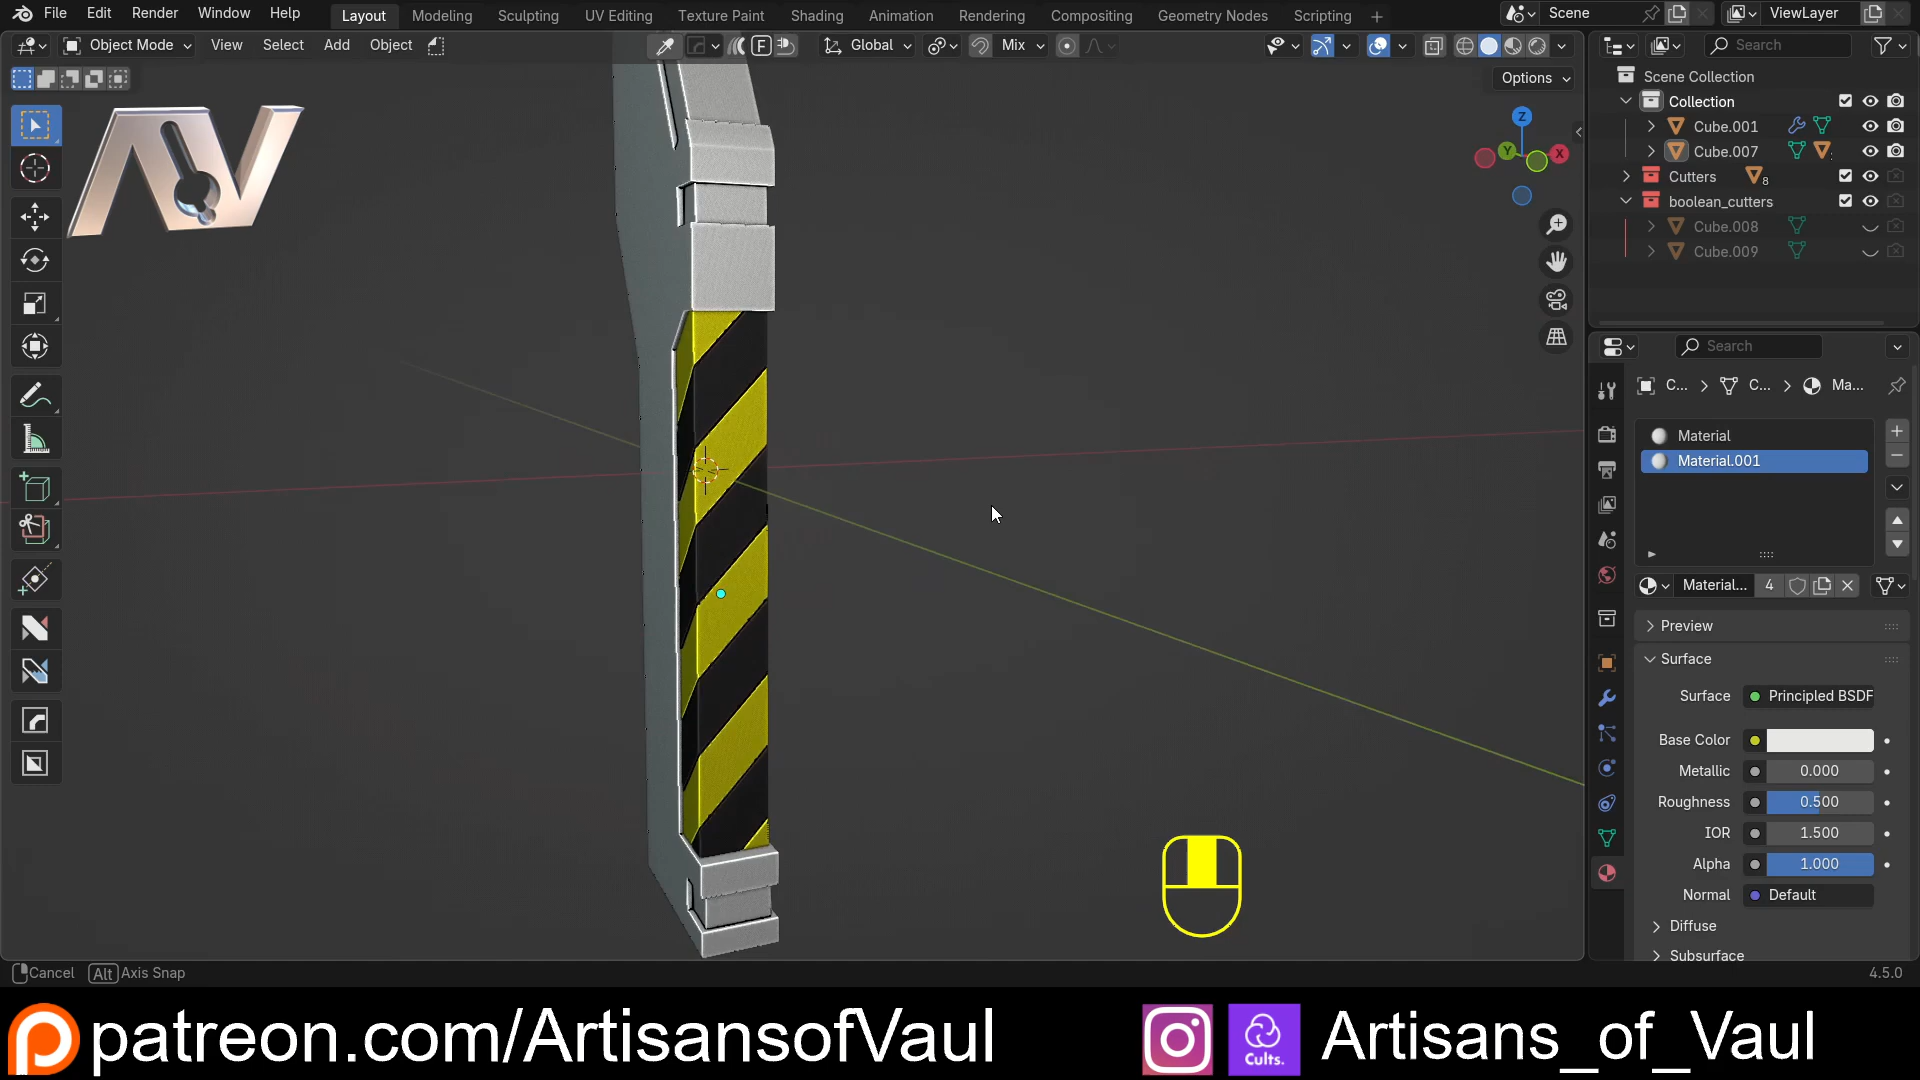 File Edit Render Window Help Layout Modeling Sculpting UV Editing Texture Paint Shading Animation Rendering Compositing Geometry Nodes Scripting + Scene ViewLayer
Object Mode View Select Add Object F Global Mix Search
Options
Scene Collection
Collection
Cube.001
Cube.007
Cutters 8
boolean_cutters
Cube.008
Cube.009
AV
Z
Y
X
Search
C... > C... > Ma...
Material
Material.001
Material... 4
Preview
Surface
Surface Principled BSDF
Base Color
Metallic 0.000
Roughness 0.500
IOR 1.500
Alpha 1.000
Normal Default
Diffuse
Subsurface
Cancel Alt Axis Snap 4.5.0
patreon.com/ArtisansofVaul Cults. Artisans_of_Vaul